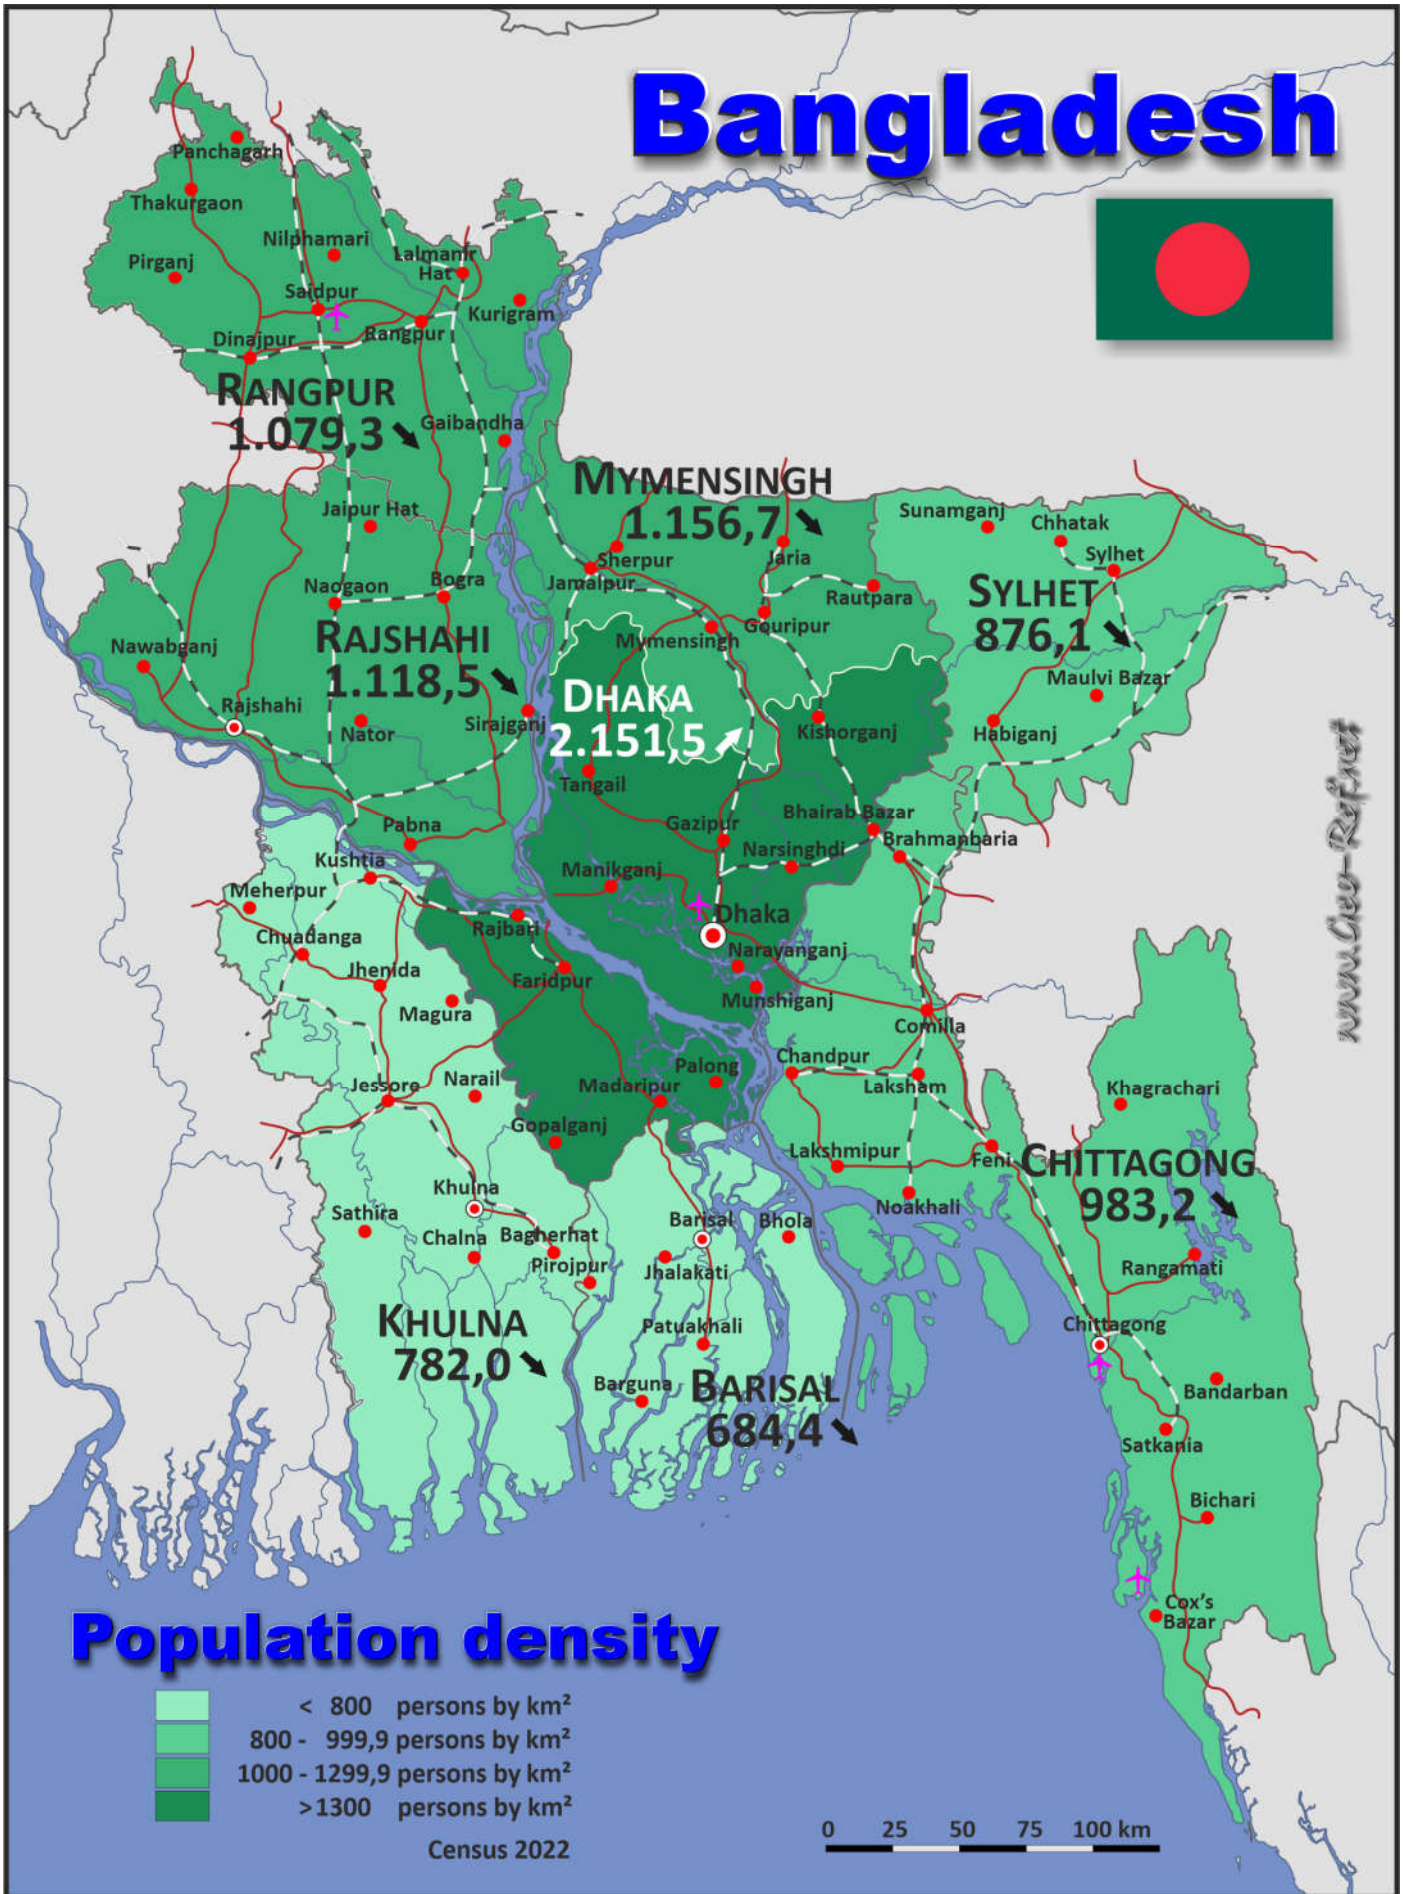 Bangladesh
Panchagarh
Thakurgaon
Nilphamari
Lalmanir
Hat
Pirganj
Saidpur
Kurigram
Rangpur
Dinajpur
RANGPUR
1.079,3
Gaibandha
MYMENSINGH
1.156,7
Jaipur Hat
Sunamganj
Chhatak
Sylhet
Sherpur
Jaria
Jamalpur
Naogaon
Bogra
Rautpara
SYLHET
876,1
Gouripur
Mymensingh
RAJSHAHI
1.118,5
Nawabganj
Maulvi Bazar
DHAKA
2.151,5
Rajshahi
Nator
Sirajganj
Kishorganj
Habiganj
Tangail
Pabna
Gazipur
Bhairab Bazar
Narsinghdi
Brahmanbaria
Kushtia
Manikganj
Meherpur
Dhaka
Rajbari
Chuadanga
Narayanganj
Jhenida
Faridpur
Munshiganj
Magura
Comilla
www.Geo-Ref.net
Chandpur
Palong
Jessore
Narail
Madaripur
Laksham
Khagrachari
Gopalganj
Lakshmipur
Feni
CHITTAGONG
983,2
Khulna
Noakhali
Sathira
Barisal
Bhola
Chalna
Bagherhat
Pirojpur
Jhalakati
Rangamati
KHULNA
782,0
Patuakhali
Chittagong
Barguna
BARISAL
684,4
Bandarban
Satkania
Bichari
Cox's
Bazar
Population density
< 800 persons by km²
800 - 999,9 persons by km²
1000 - 1299,9 persons by km²
>1300 persons by km²
Census 2022
0 25 50 75 100 km